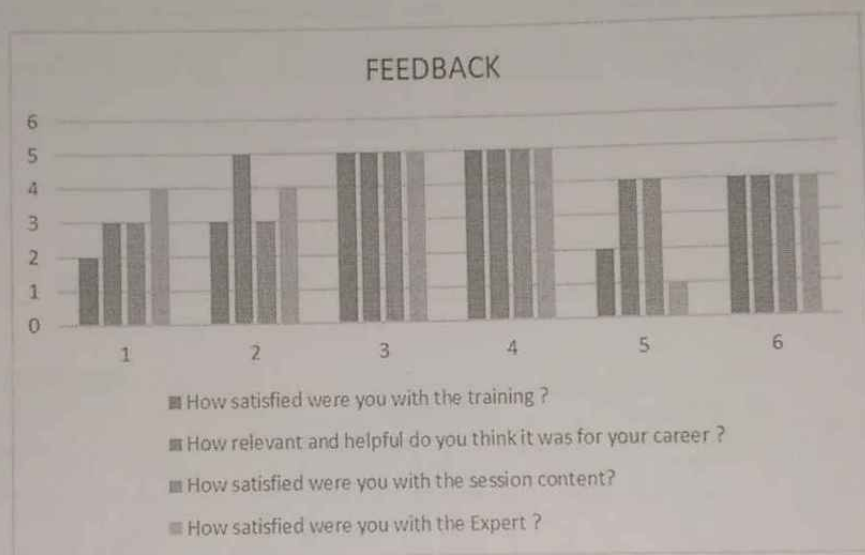 FEEDBACK
6
5
4
3
2
1
0
1 2 3 4 5 6
How satisfied were you with the training ?
How relevant and helpful do you think it was for your career ?
How satisfied were you with the session content?
How satisfied were you with the Expert ?